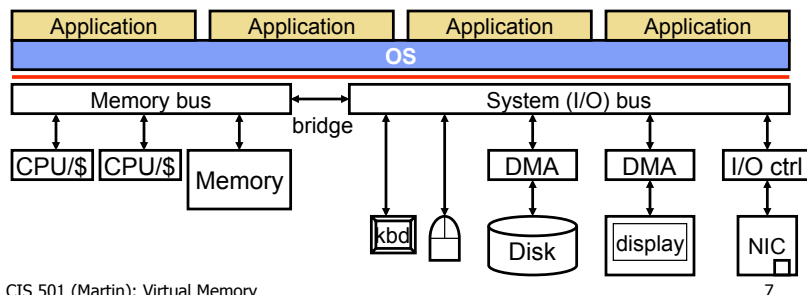 Application Application Application Application
OS
Memory bus System (I/O) bus
bridge
CPU/$ CPU/$ Memory DMA DMA I/O ctrl
kbd Disk display NIC
CIS 501 (Martin): Virtual Memory 7